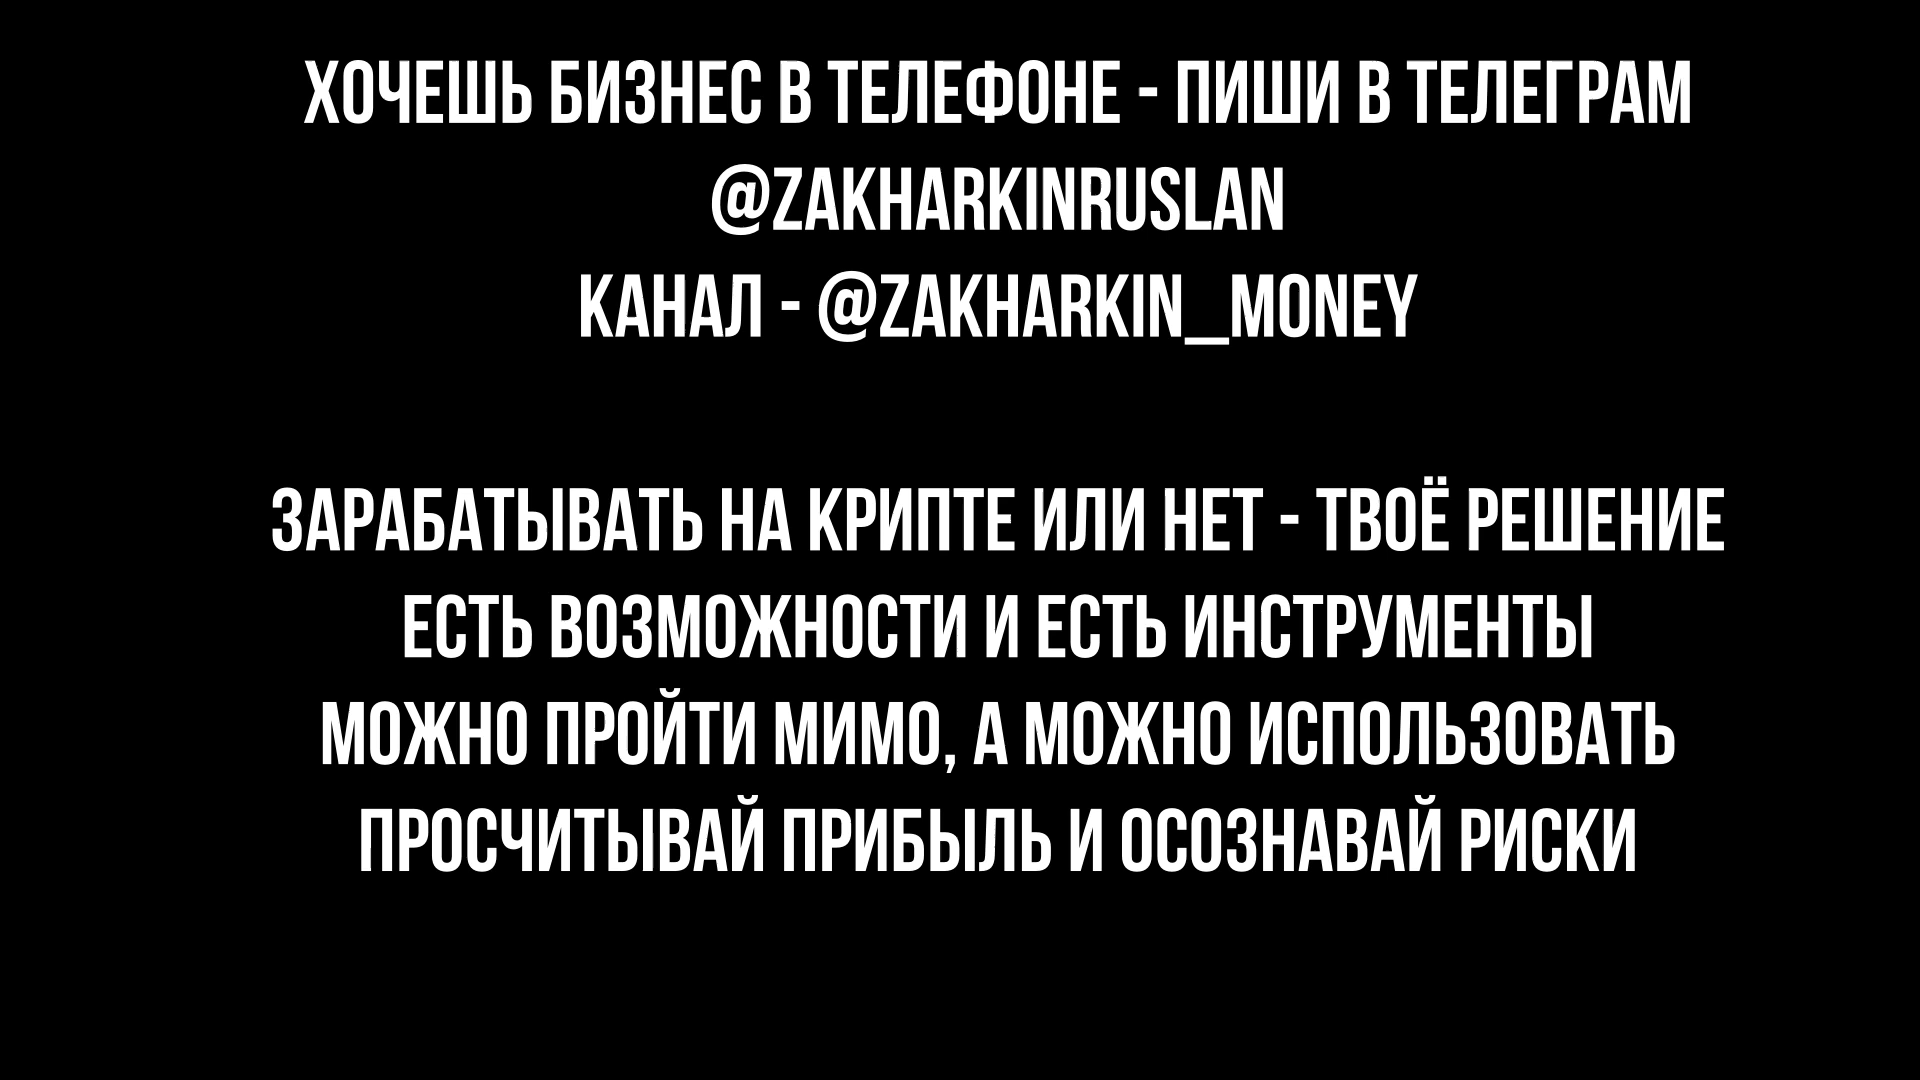 ХОЧЕШЬ БИЗНЕС В ТЕЛЕФОНЕ - ПИШИ В ТЕЛЕГРАМ
@ZAKHARKINRUSLAN
КАНАЛ - @ZAKHARKIN_MONEY
ЗАРАБАТЫВАТЬ НА КРИПТЕ ИЛИ НЕТ - ТВОЁ РЕШЕНИЕ
ЕСТЬ ВОЗМОЖНОСТИ И ЕСТЬ ИНСТРУМЕНТЫ
МОЖНО ПРОЙТИ МИМО, А МОЖНО ИСПОЛЬЗОВАТЬ
ПРОСЧИТЫВАЙ ПРИБЫЛЬ И ОСОЗНАВАЙ РИСКИ